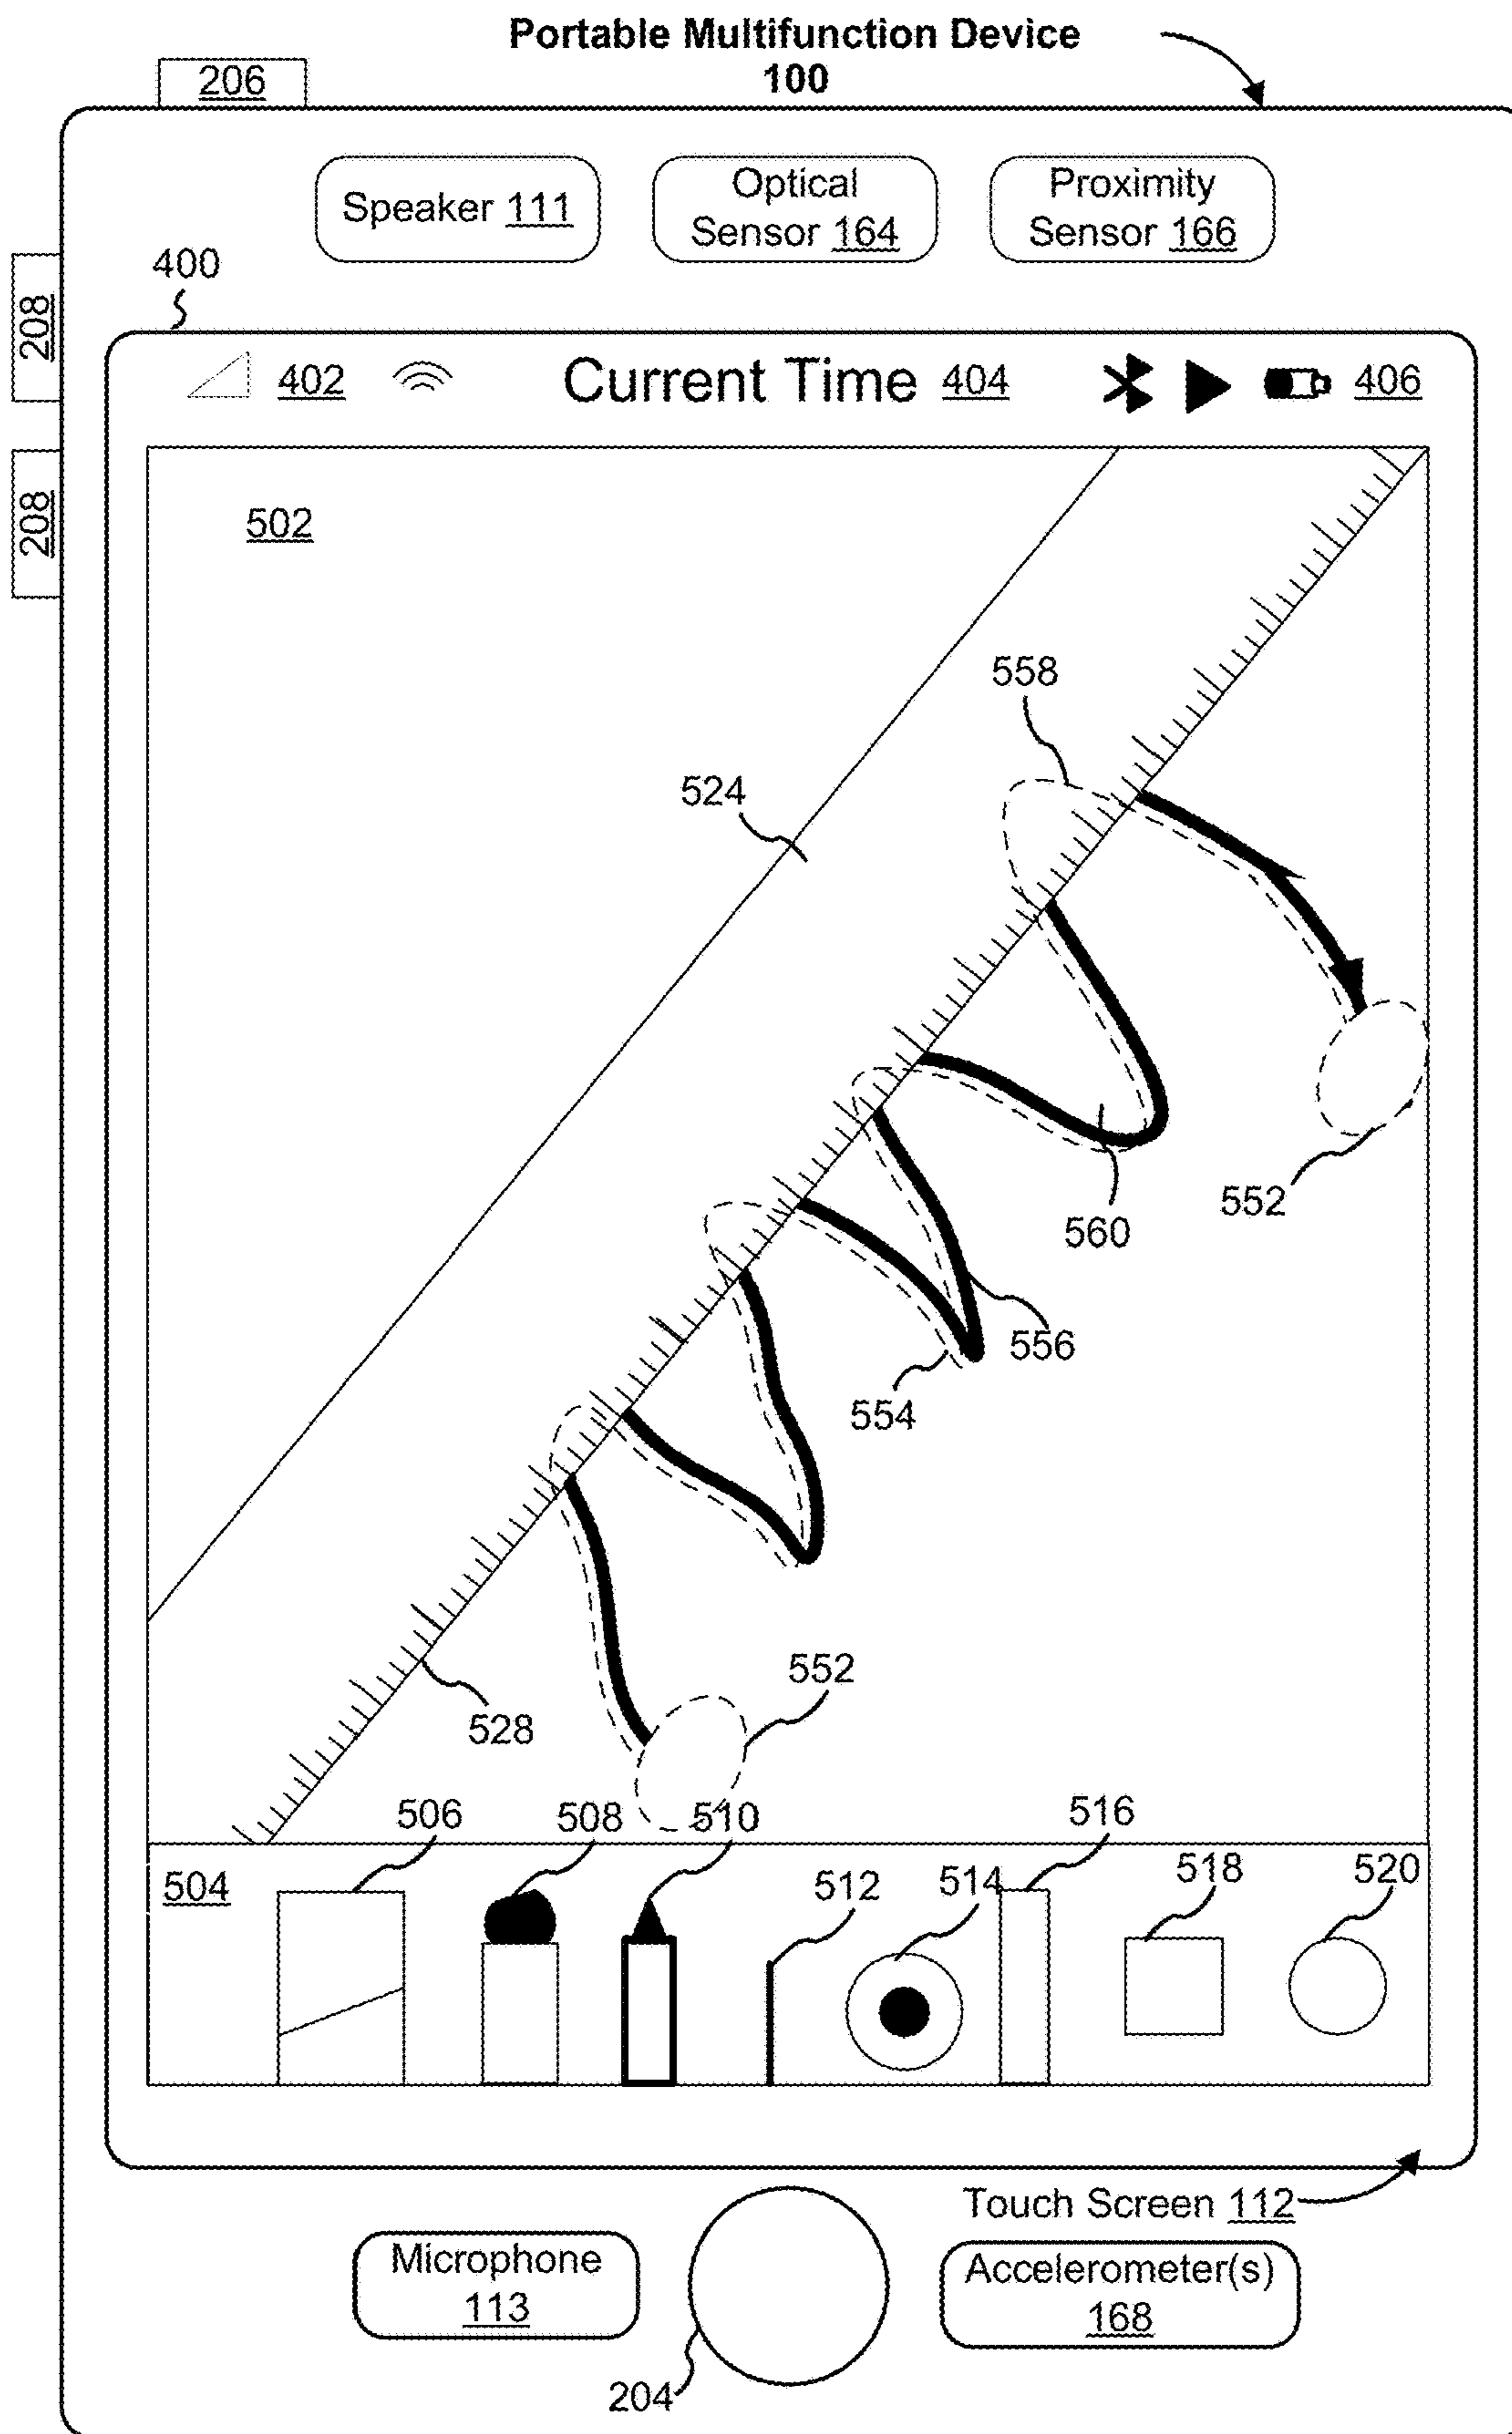 Portable Multifunction Device
100
206
Speaker 111
Optical
Sensor 164
Proximity
Sensor 166
400
208
402
Current Time 404
406
208
502
558
524
552
560
556
554
552
528
506
508
510
516
504
512
514
518
520
Touch Screen 112
Microphone
113
Accelerometer(s)
168
204